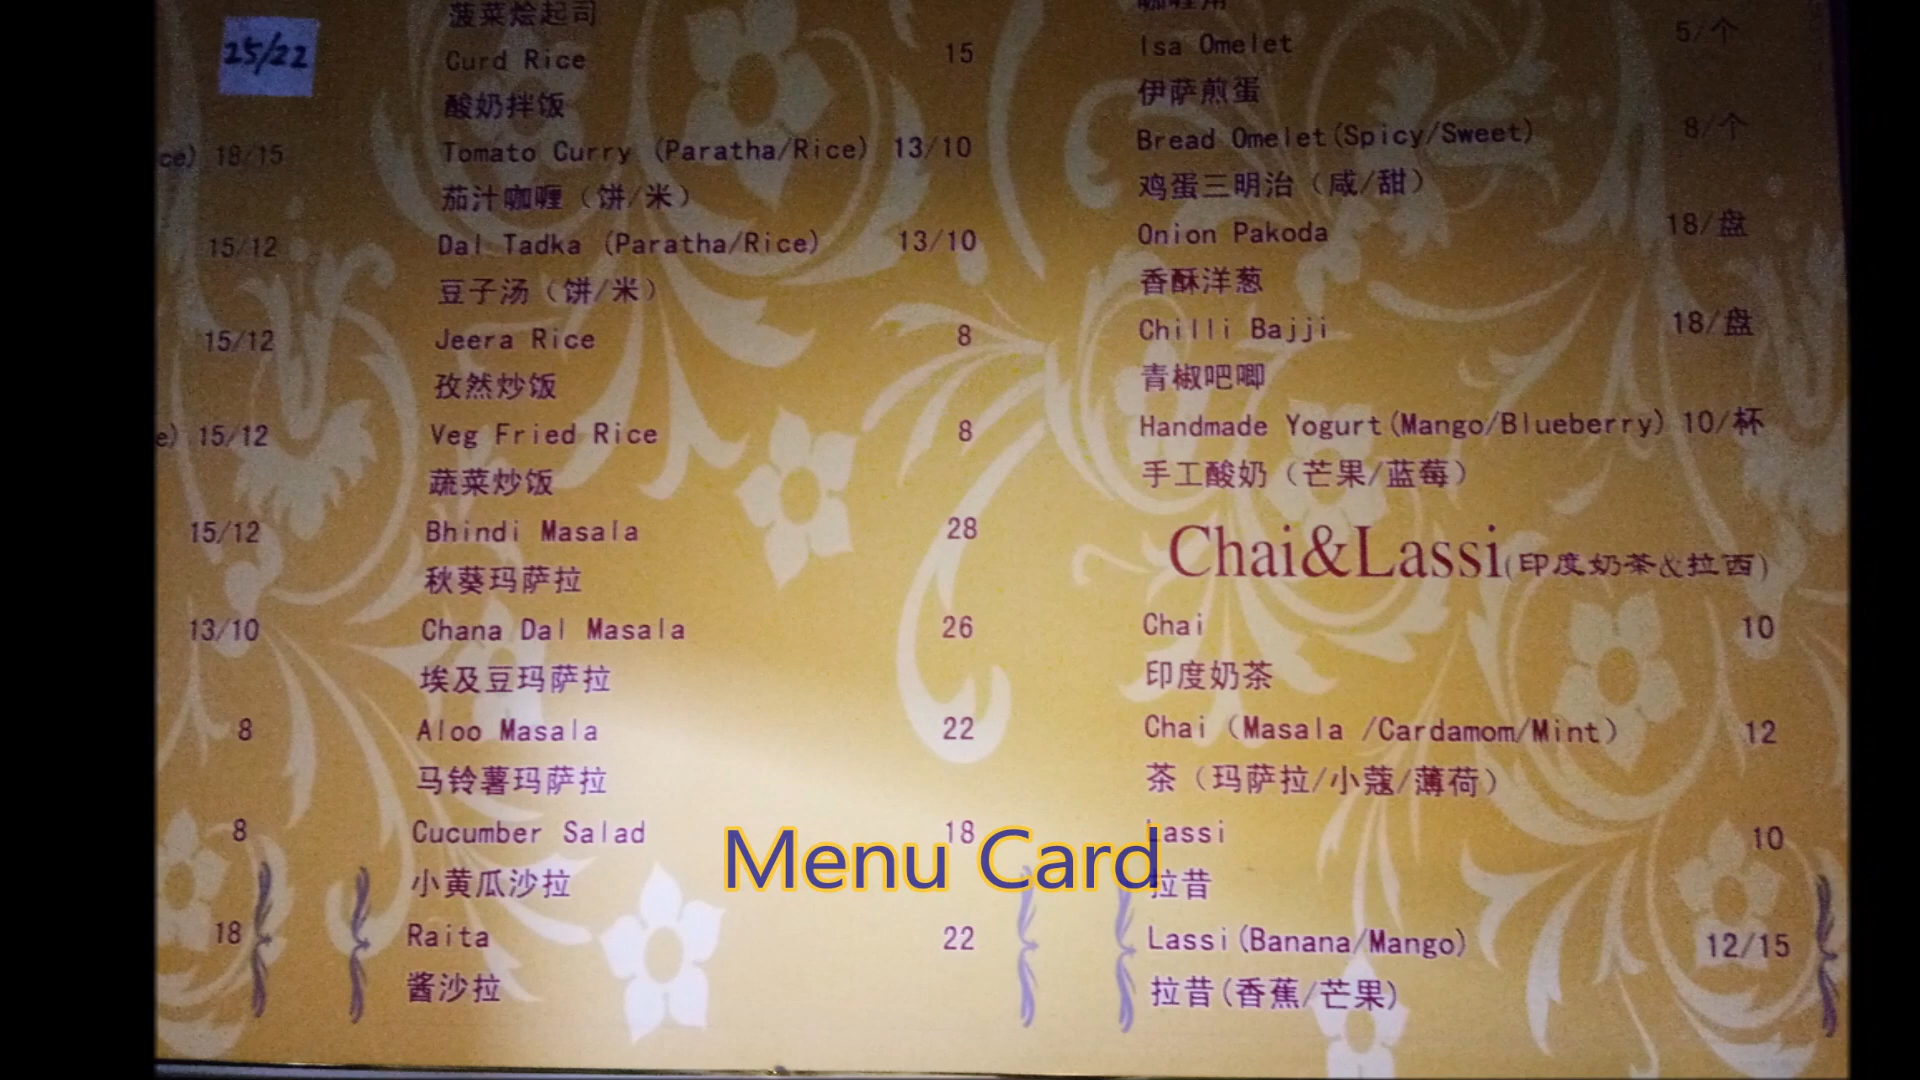 25/22
ce) 18/15
15/12
15/12
e) 15/12
15/12
13/10
8
8
18
菠菜烩起司
Curd Rice 15
酸奶拌饭
Tomato Curry (Paratha/Rice) 13/10
茄汁咖喱（饼/米）
Dal Tadka (Paratha/Rice) 13/10
豆子汤（饼/米）
Jeera Rice 8
孜然炒饭
Veg Fried Rice 8
蔬菜炒饭
Bhindi Masala 28
秋葵玛萨拉
Chana Dal Masala 26
埃及豆玛萨拉
Aloo Masala 22
马铃薯玛萨拉
Cucumber Salad 18
小黄瓜沙拉
Raita 22
酱沙拉
Isa Omelet 5/个
伊萨煎蛋
Bread Omelet(Spicy/Sweet) 8/个
鸡蛋三明治（咸/甜）
Onion Pakoda 18/盘
香酥洋葱
Chilli Bajji 18/盘
青椒吧唧
Handmade Yogurt(Mango/Blueberry) 10/杯
手工酸奶（芒果/蓝莓）
Chai&Lassi(印度奶茶&拉西)
Chai 10
印度奶茶
Chai（Masala /Cardamom/Mint） 12
茶（玛萨拉/小蔻/薄荷）
Lassi 10
拉昔
Lassi(Banana/Mango) 12/15
拉昔(香蕉/芒果)
Menu Card